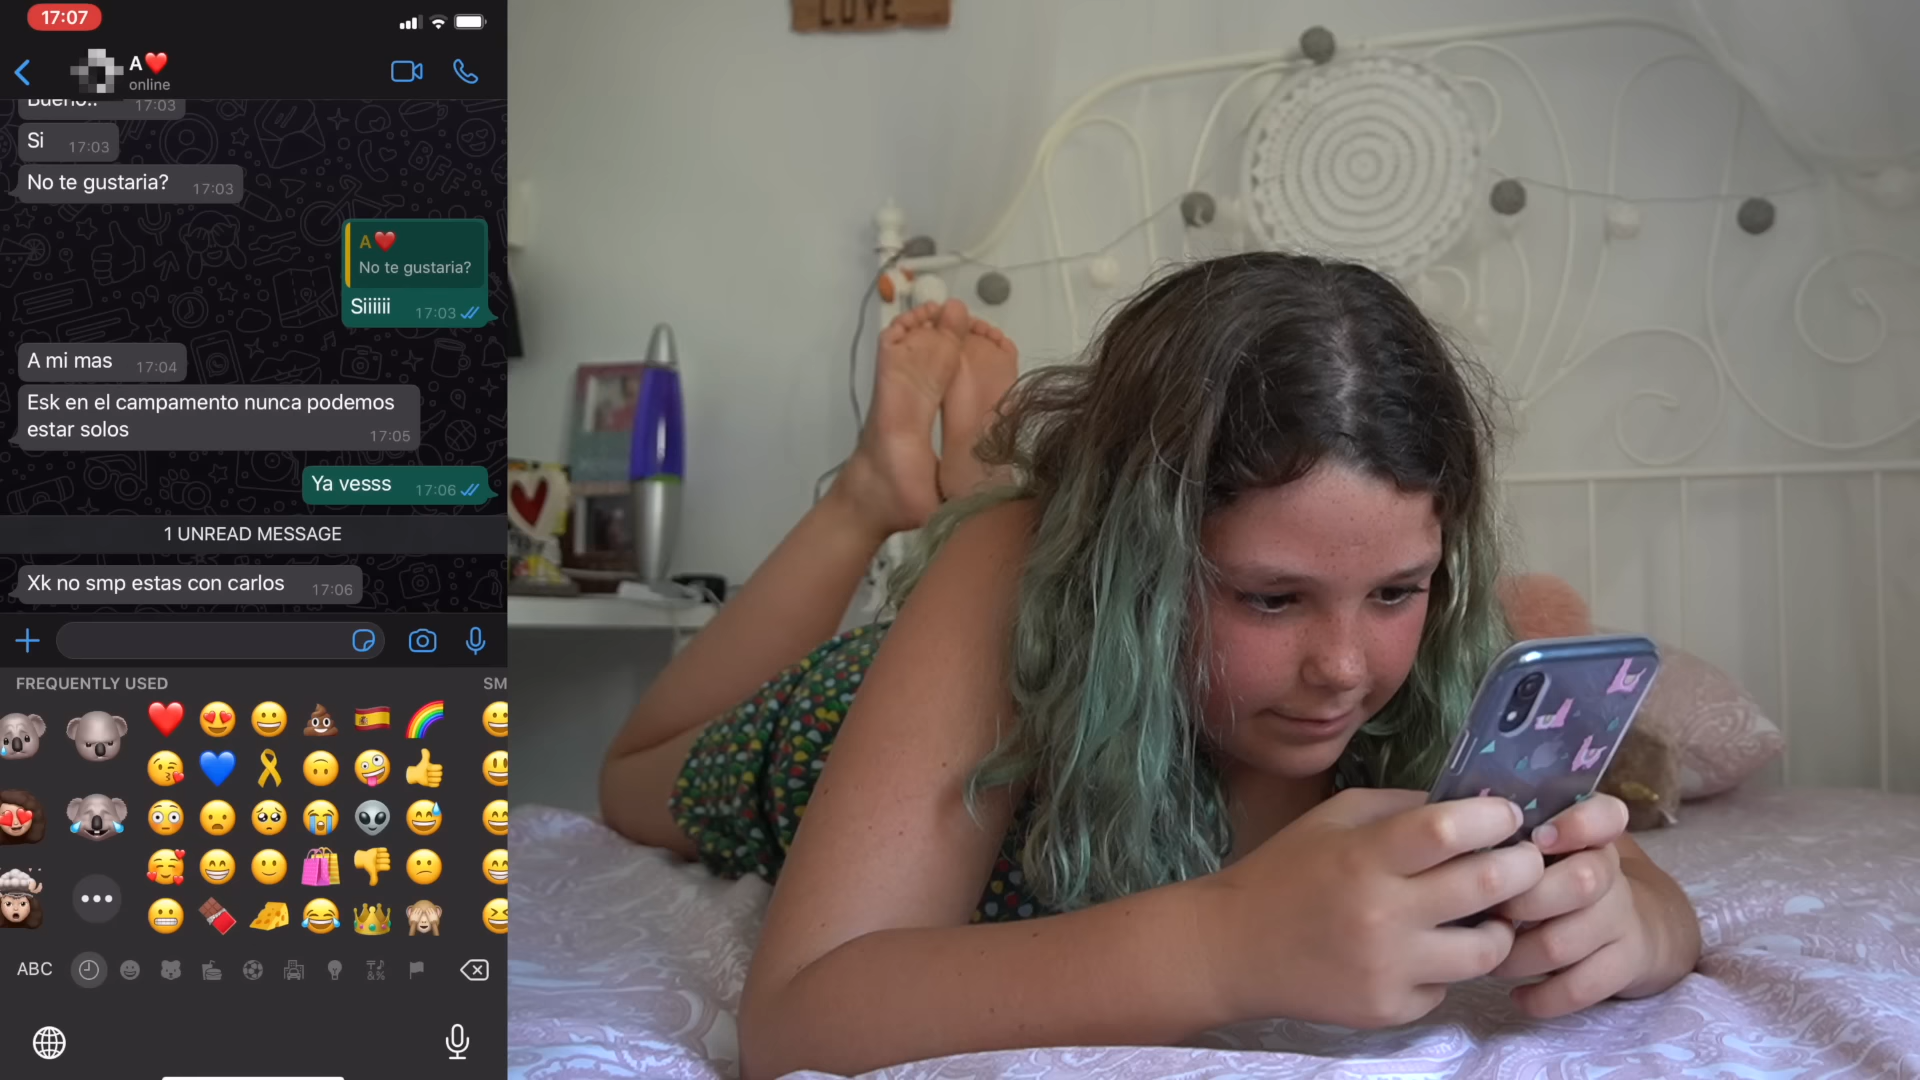 17:07
LOVE
A❤️
online
Bueno..
17:03
Si
17:03
No te gustaria?
17:03
A❤️
No te gustaria?
Siiiiii
17:03
A mi mas
17:04
Esk en el campamento nunca podemos
estar solos
17:05
Ya vesss
17:06
1 UNREAD MESSAGE
Xk no smp estas con carlos
17:06
FREQUENTLY USED
SM
ABC